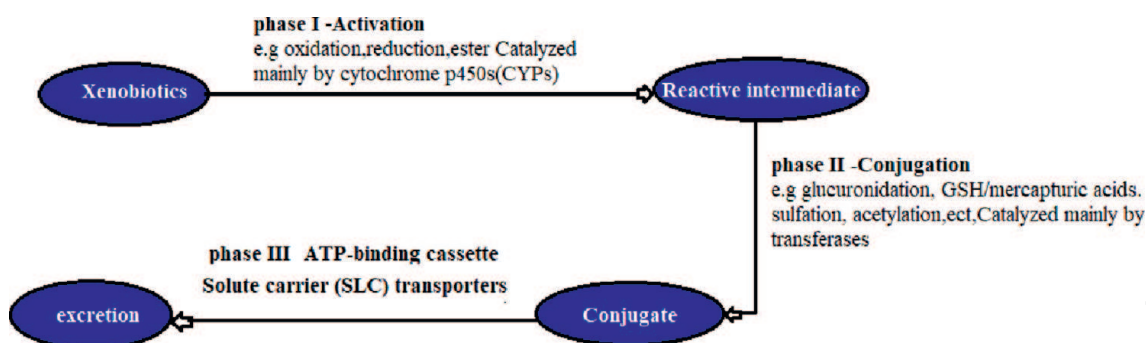 phase I -Activation
e.g oxidation,reduction,ester Catalyzed
mainly by cytochrome p450s(CYPs)
Xenobiotics
Reactive intermediate
phase II -Conjugation
e.g glucuronidation, GSH/mercapturic acids.
sulfation, acetylation,ect,Catalyzed mainly by
transferases
phase III ATP-binding cassette
Solute carrier (SLC) transporters
excretion
Conjugate